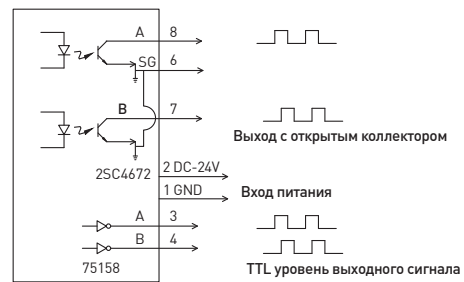 A 8
SG 6
B 7
Выход с открытым коллектором
2SC4672
2 DC-24V
1 GND
Вход питания
A 3
B 4
75158
TTL уровень выходного сигнала